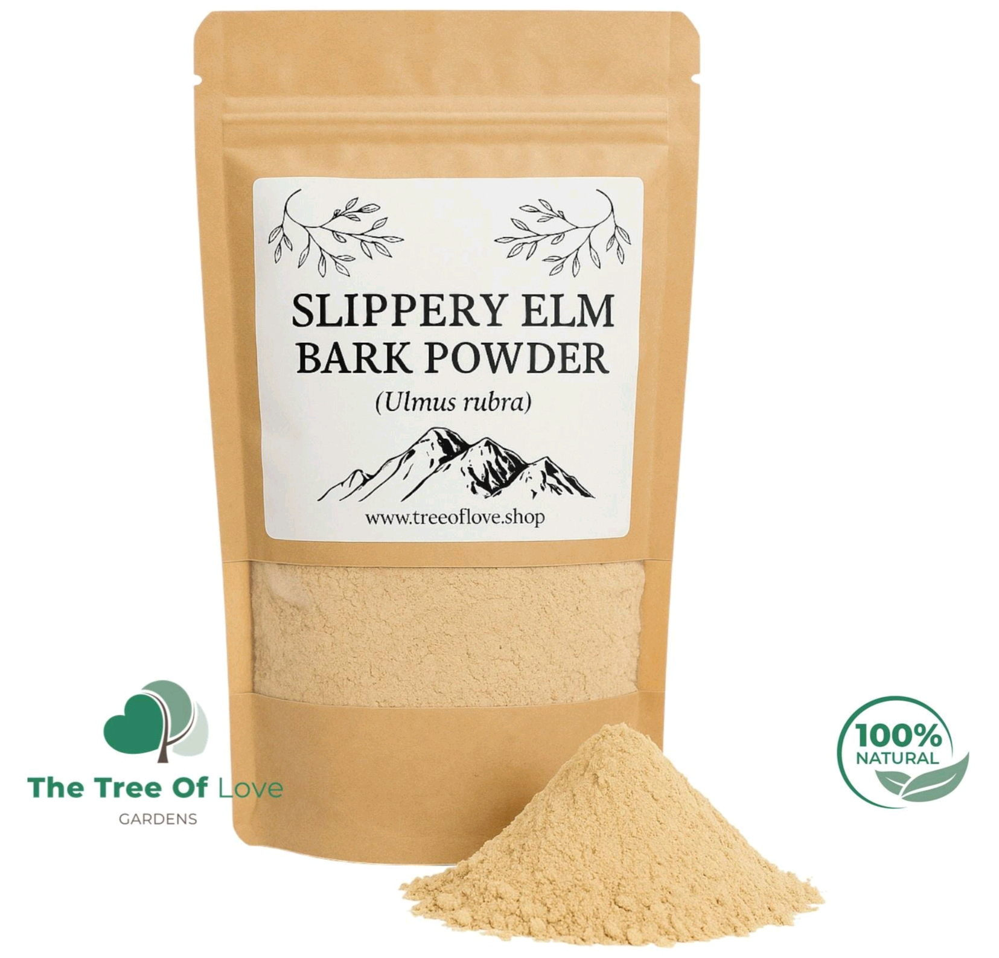 SLIPPERY ELM
BARK POWDER
(Ulmus rubra)
www.treeoflove.shop
The Tree Of Love
GARDENS
100%
NATURAL